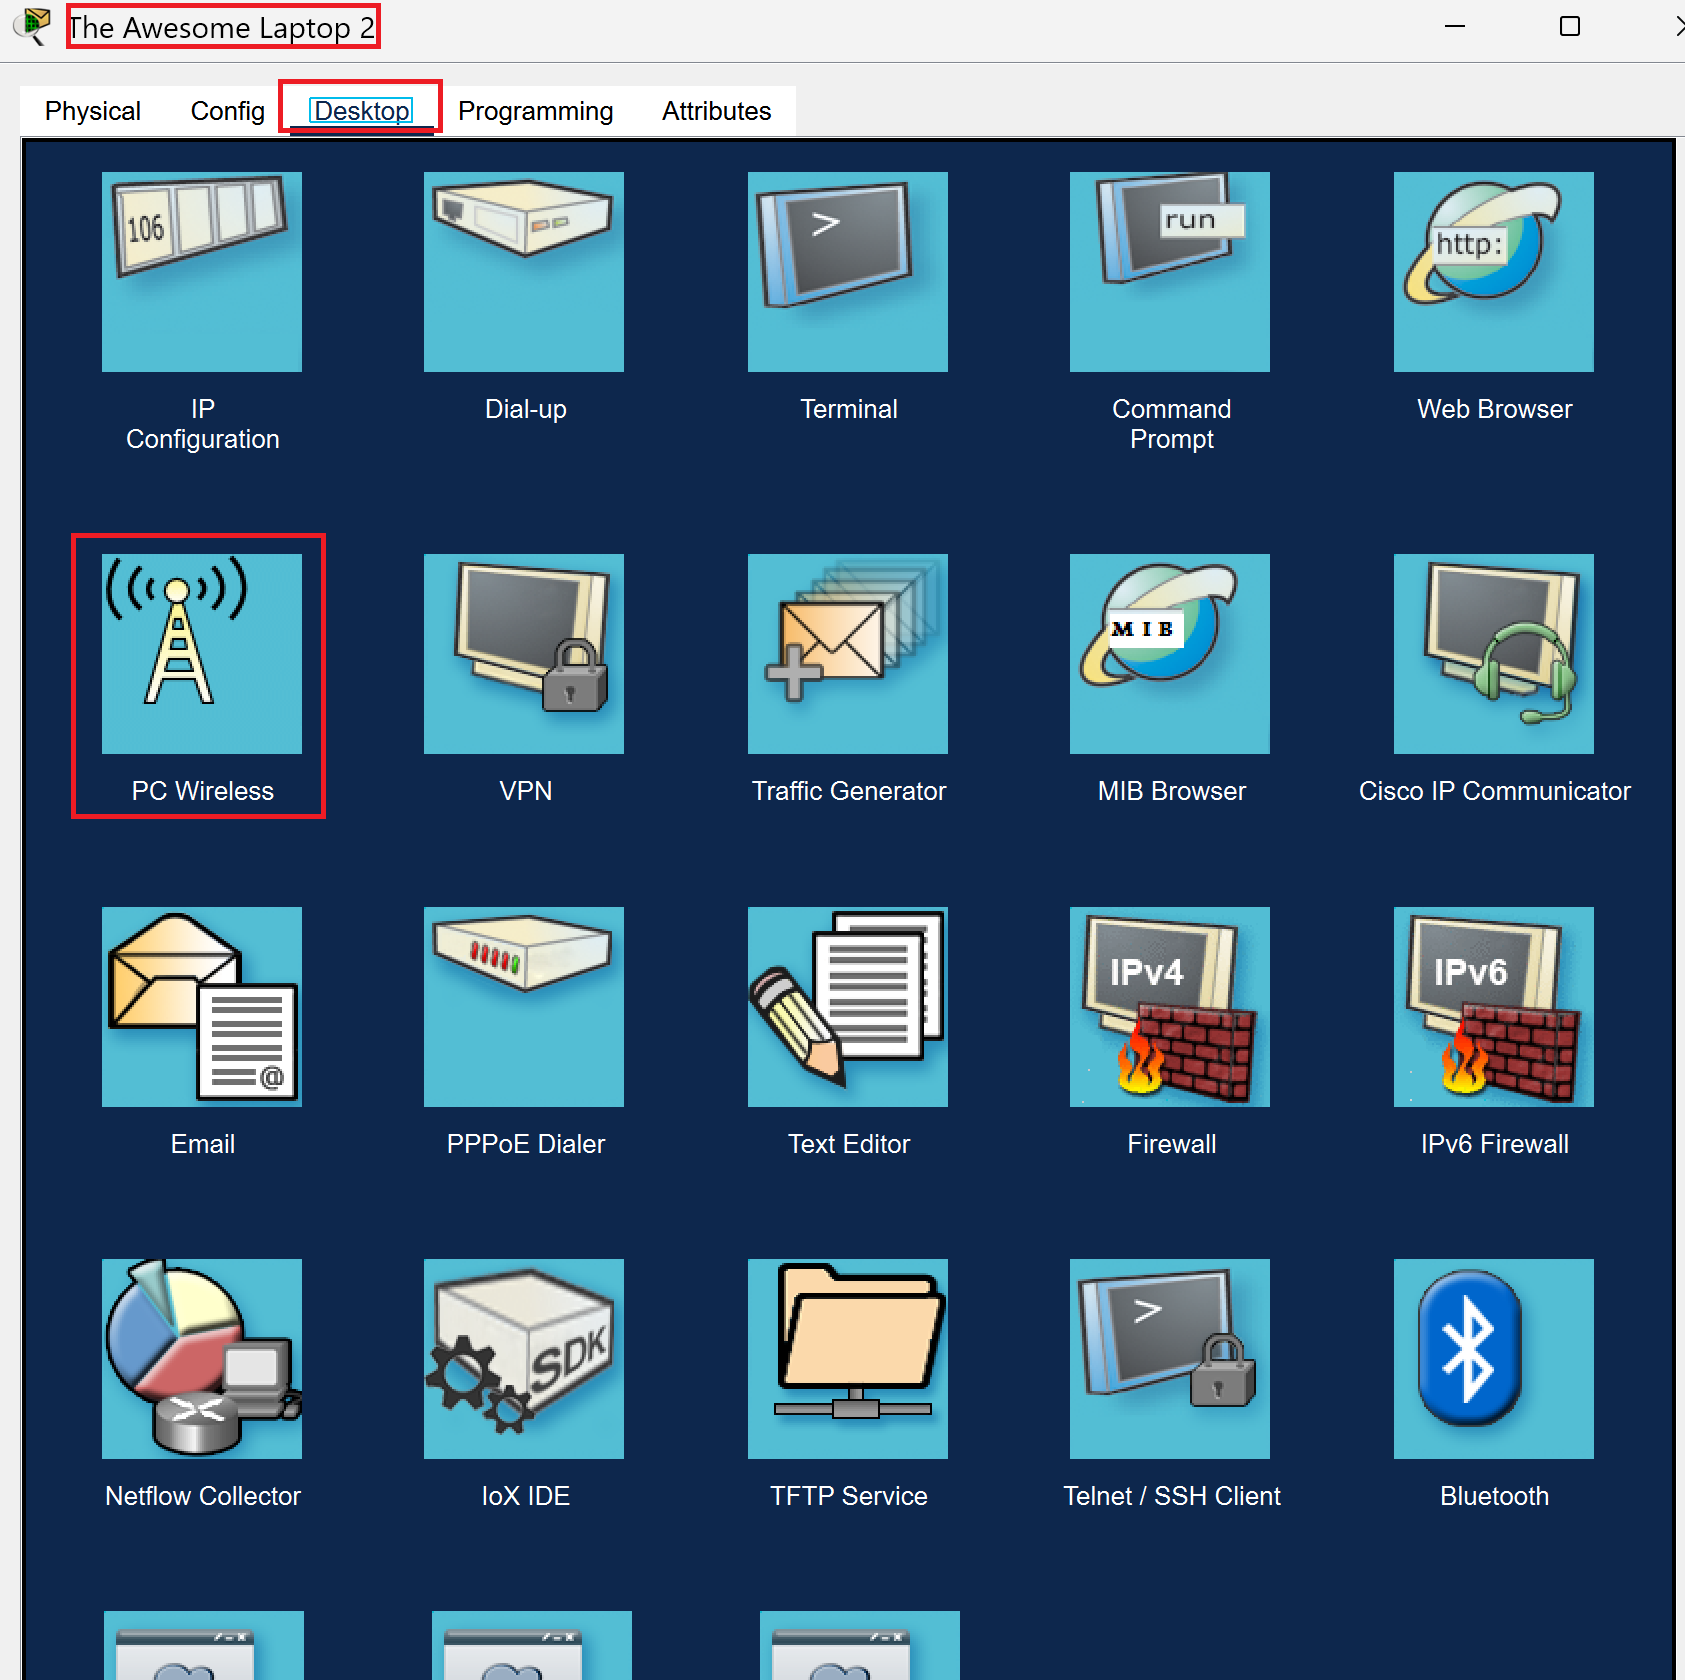 The Awesome Laptop 2
Physical Config Desktop Programming Attributes
106
>
run
http:
IP
Configuration
Dial-up
Terminal
Command
Prompt
Web Browser
MIB
PC Wireless
VPN
Traffic Generator
MIB Browser
Cisco IP Communicator
@
IPv4
IPv6
Email
PPPoE Dialer
Text Editor
Firewall
IPv6 Firewall
SDK
>
Netflow Collector
IoX IDE
TFTP Service
Telnet / SSH Client
Bluetooth